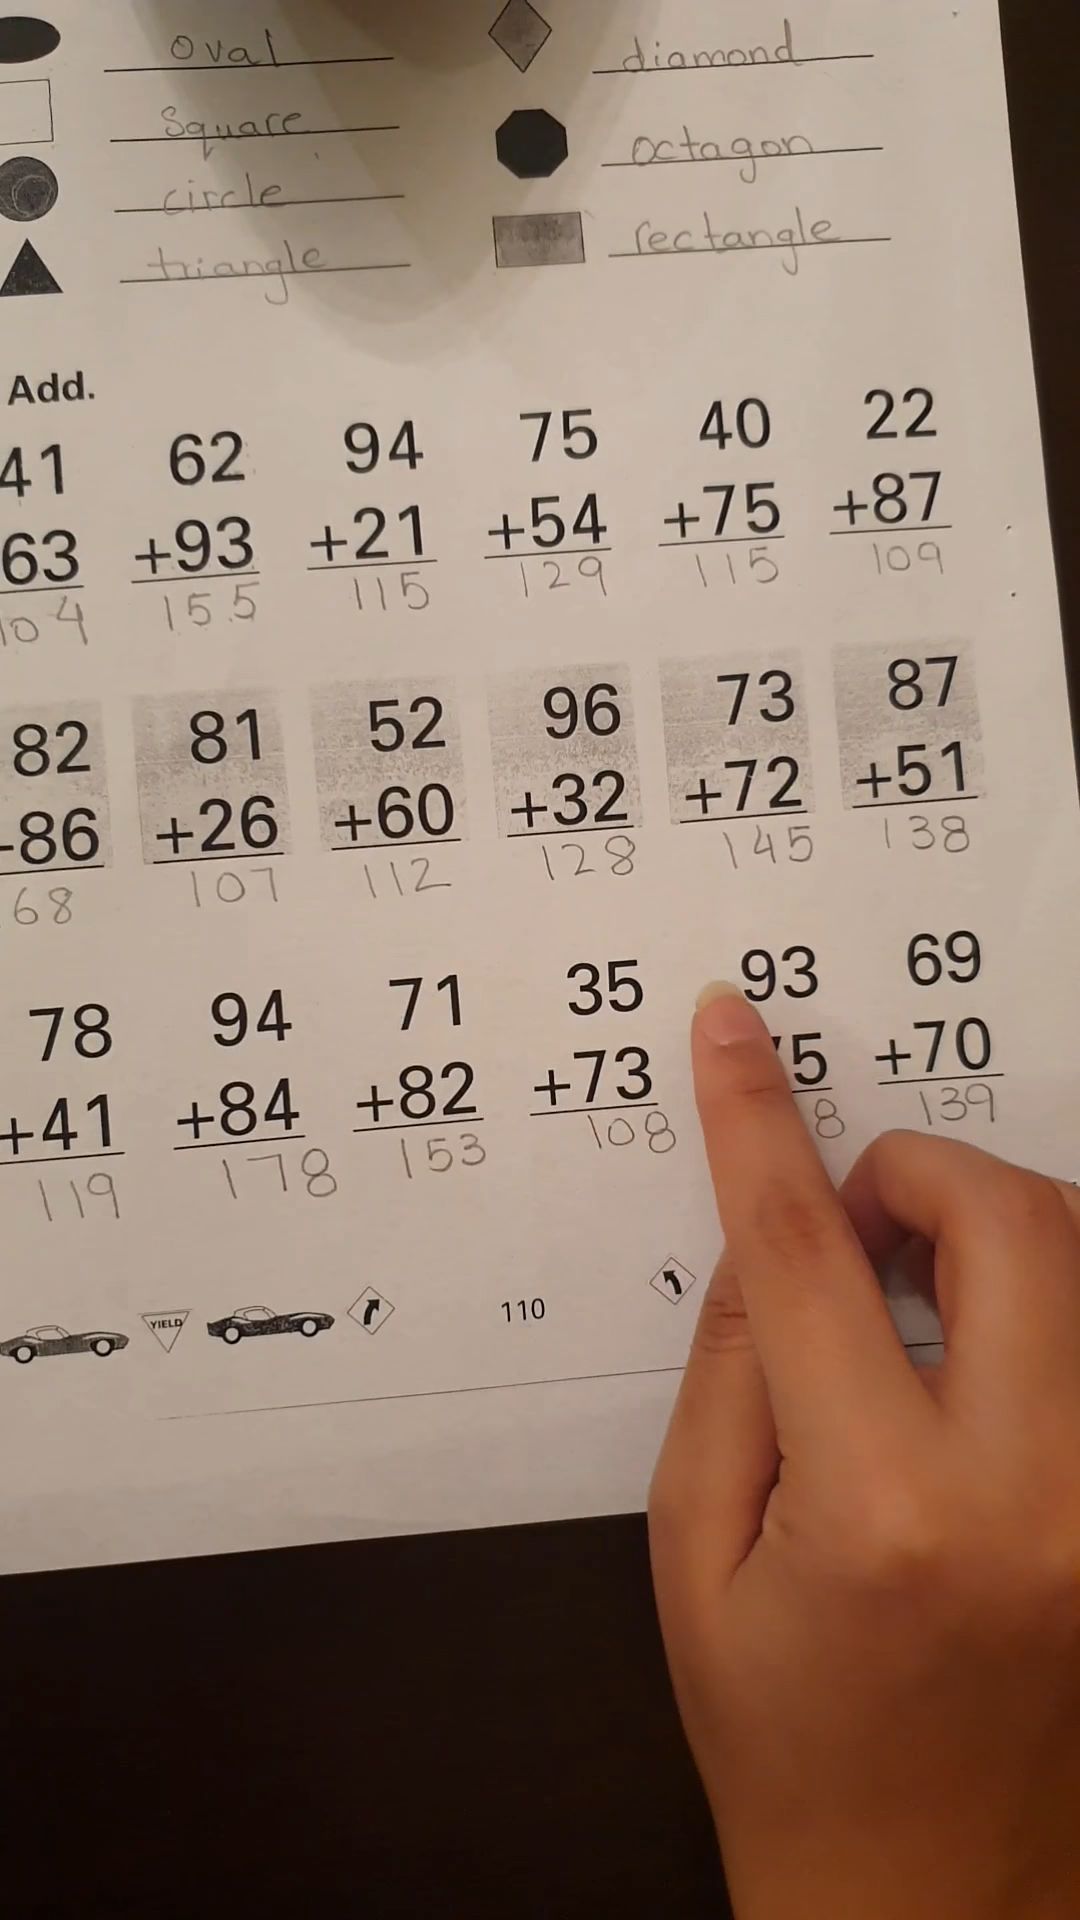 oval diamond
square
octagon
circle
rectangle
triangle
Add.
41 62 94 75 40 22
63 +93 +21 +54 +75 +87
104 155 115 129 115 109
82 81 52 96 73 87
-86 +26 +60 +32 +72 +51
68 107 112 128 145 138
78 94 71 35 93 69
+41 +84 +82 +73 5 +70
119 178 153 108 8 139
YIELD 110